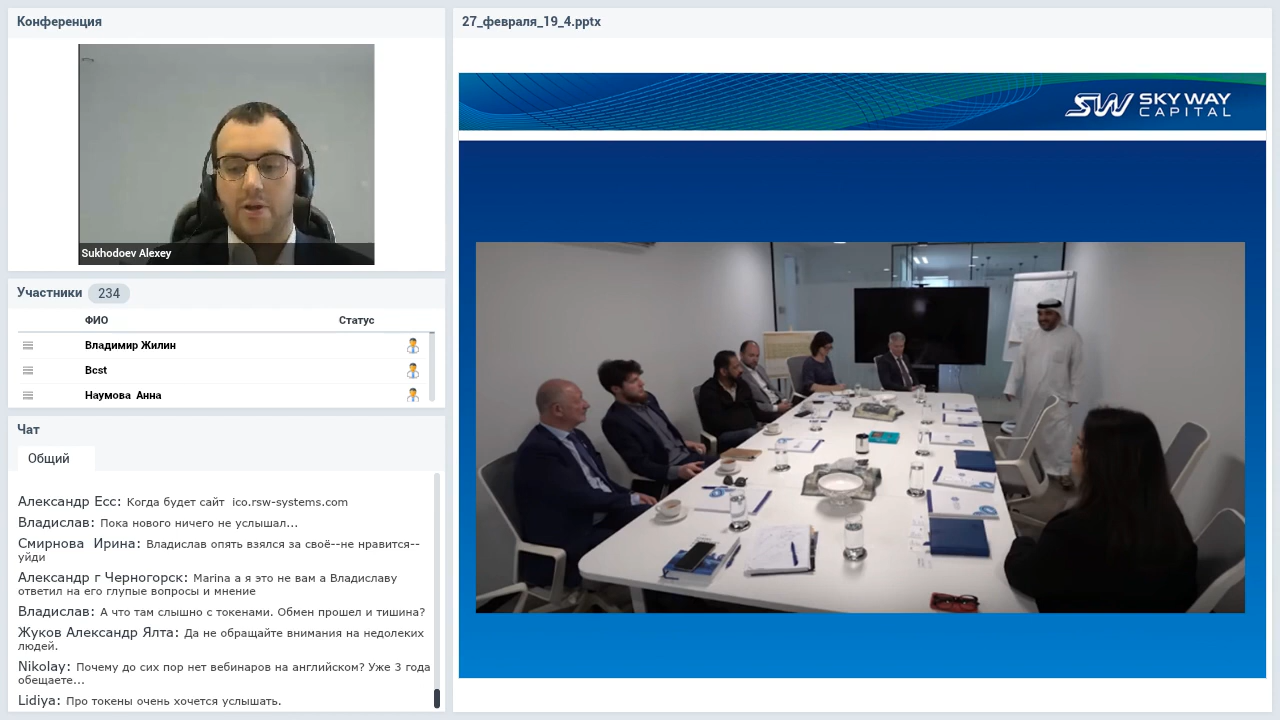 Конференция
Sukhodoev Alexey
Участники 234
ФИО Статус
Владимир Жилин
Bcst
Наумова Анна
Чат
Общий
Александр Есс: Когда будет сайт ico.rsw-systems.com
Владислав: Пока нового ничего не услышал...
Смирнова Ирина: Владислав опять взялся за своё--не нравится--
уйди
Александр г Черногорск: Marina а я это не вам а Владиславу
ответил на его глупые вопросы и мнение
Владислав: А что там слышно с токенами. Обмен прошел и тишина?
Жуков Александр Ялта: Да не обращайте внимания на недолеких
людей.
Nikolay: Почему до сих пор нет вебинаров на английском? Уже 3 года
обещаете...
Lidiya: Про токены очень хочется услышать.
27_февраля_19_4.pptx
SW SKY WAY
CAPITAL